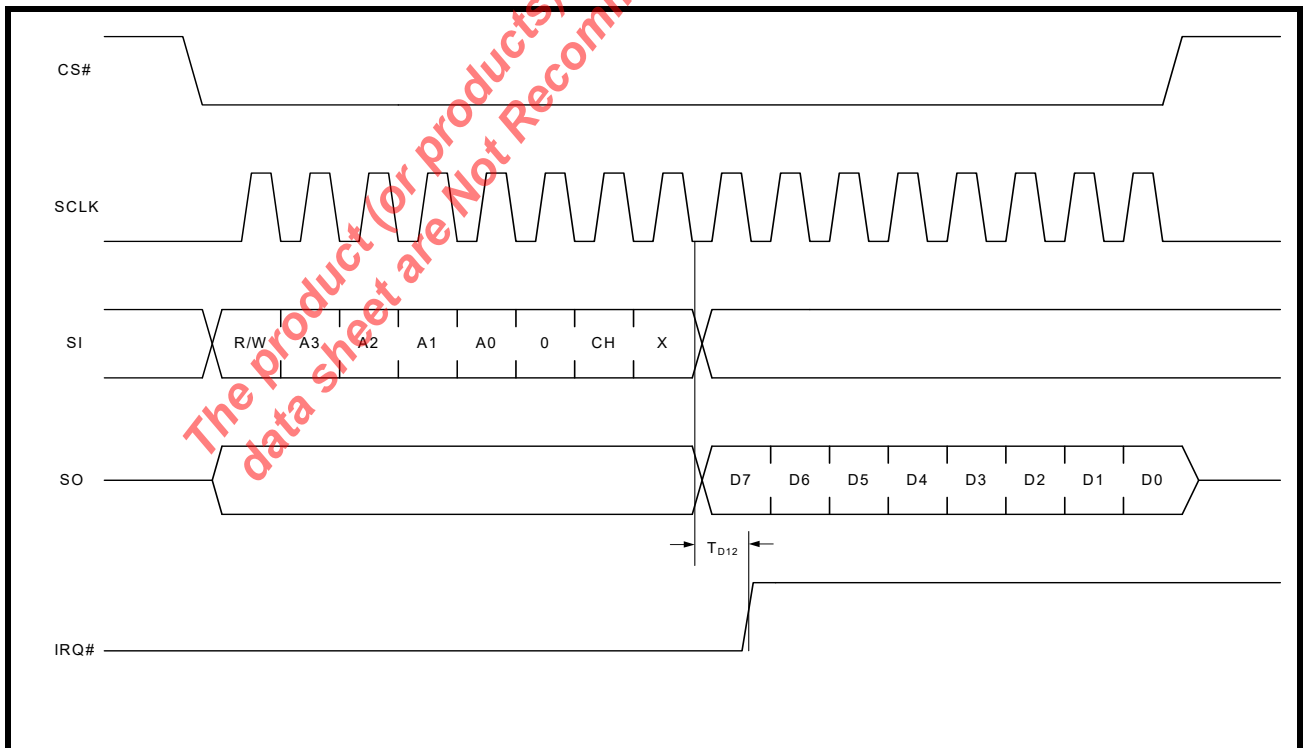 The product (or products)
data sheet are Not Recom
CS#
SCLK
SI R/W A3 A2 A1 A0 0 CH X
SO D7 D6 D5 D4 D3 D2 D1 D0
TD12
IRQ#